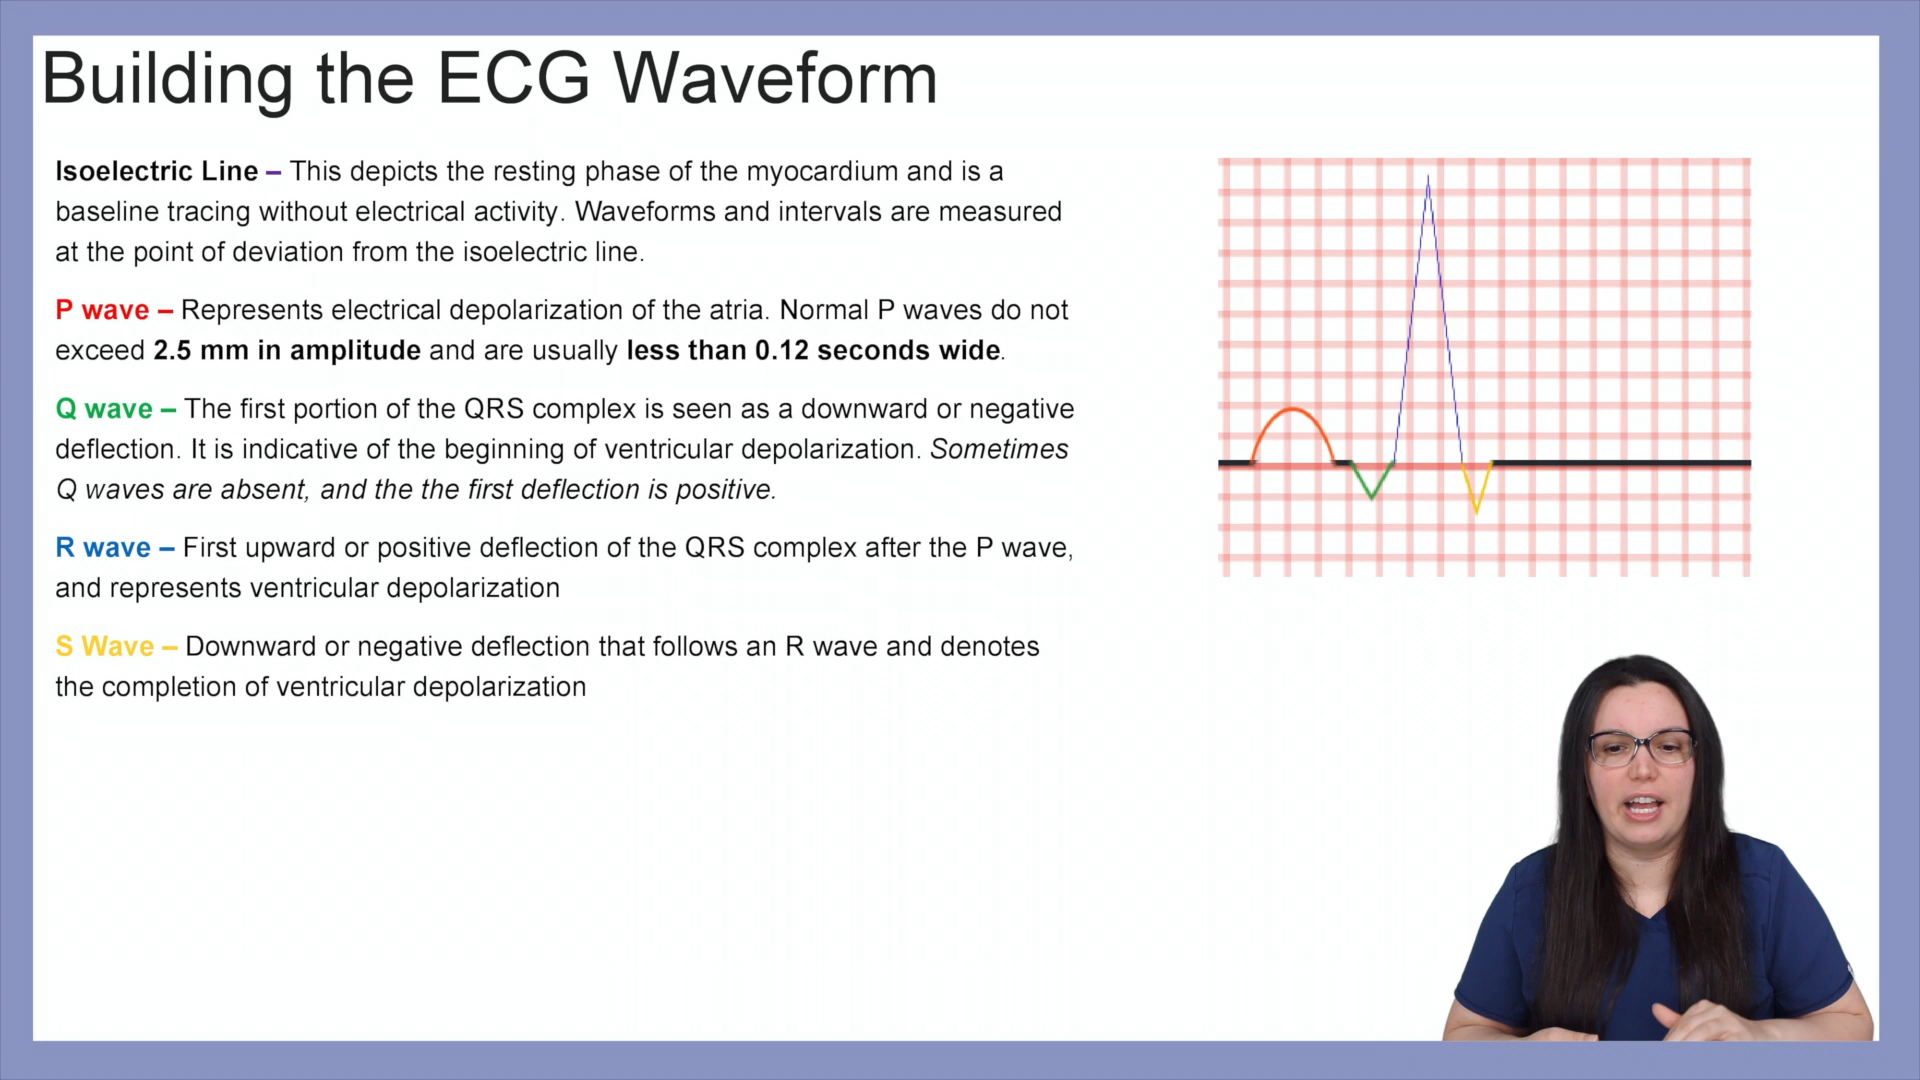 Building the ECG Waveform
Isoelectric Line – This depicts the resting phase of the myocardium and is a
baseline tracing without electrical activity. Waveforms and intervals are measured
at the point of deviation from the isoelectric line.
P wave – Represents electrical depolarization of the atria. Normal P waves do not
exceed 2.5 mm in amplitude and are usually less than 0.12 seconds wide.
Q wave – The first portion of the QRS complex is seen as a downward or negative
deflection. It is indicative of the beginning of ventricular depolarization. Sometimes
Q waves are absent, and the the first deflection is positive.
R wave – First upward or positive deflection of the QRS complex after the P wave,
and represents ventricular depolarization
S Wave – Downward or negative deflection that follows an R wave and denotes
the completion of ventricular depolarization